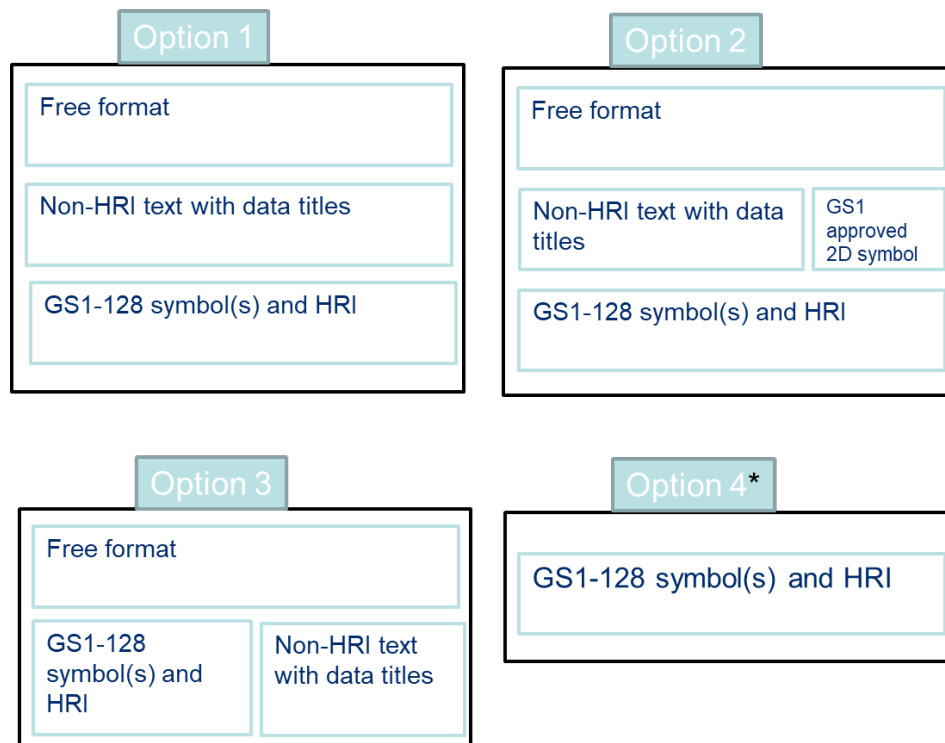 Option 1
Free format
Non-HRI text with data titles
GS1-128 symbol(s) and HRI
Option 2
Free format
Non-HRI text with data
titles
GS1
approved
2D symbol
GS1-128 symbol(s) and HRI
Option 3
Free format
GS1-128
symbol(s) and
HRI
Non-HRI text
with data titles
Option 4*
GS1-128 symbol(s) and HRI